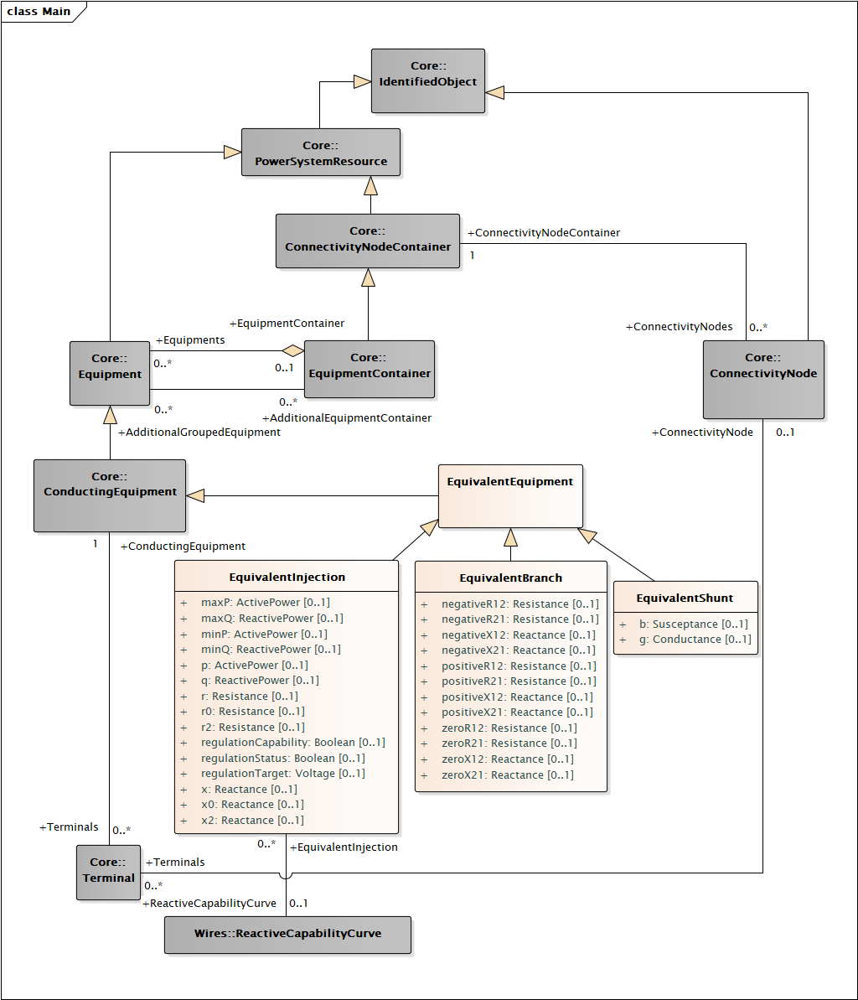 class Main
Core::
IdentifiedObject
Core::
PowerSystemResource
Core::
ConnectivityNodeContainer
+ConnectivityNodeContainer
1
+EquipmentContainer
+Equipments
0..*
0..1
+ConnectivityNodes
0..*
Core::
Equipment
Core::
EquipmentContainer
Core::
ConnectivityNode
0..*
0..*
+AdditionalEquipmentContainer
+AdditionalGroupedEquipment
+ConnectivityNode
0..1
Core::
ConductingEquipment
EquivalentEquipment
1
+ConductingEquipment
EquivalentInjection
+ maxP: ActivePower [0..1]
+ maxQ: ReactivePower [0..1]
+ minP: ActivePower [0..1]
+ minQ: ReactivePower [0..1]
+ p: ActivePower [0..1]
+ q: ReactivePower [0..1]
+ r: Resistance [0..1]
+ r0: Resistance [0..1]
+ r2: Resistance [0..1]
+ regulationCapability: Boolean [0..1]
+ regulationStatus: Boolean [0..1]
+ regulationTarget: Voltage [0..1]
+ x: Reactance [0..1]
+ x0: Reactance [0..1]
+ x2: Reactance [0..1]
EquivalentBranch
+ negativeR12: Resistance [0..1]
+ negativeR21: Resistance [0..1]
+ negativeX12: Reactance [0..1]
+ negativeX21: Reactance [0..1]
+ positiveR12: Resistance [0..1]
+ positiveR21: Resistance [0..1]
+ positiveX12: Reactance [0..1]
+ positiveX21: Reactance [0..1]
+ zeroR12: Resistance [0..1]
+ zeroR21: Resistance [0..1]
+ zeroX12: Reactance [0..1]
+ zeroX21: Reactance [0..1]
EquivalentShunt
+ b: Susceptance [0..1]
+ g: Conductance [0..1]
+Terminals
0..*
0..*
+EquivalentInjection
Core::
Terminal
+Terminals
0..*
+ReactiveCapabilityCurve
0..1
Wires::ReactiveCapabilityCurve